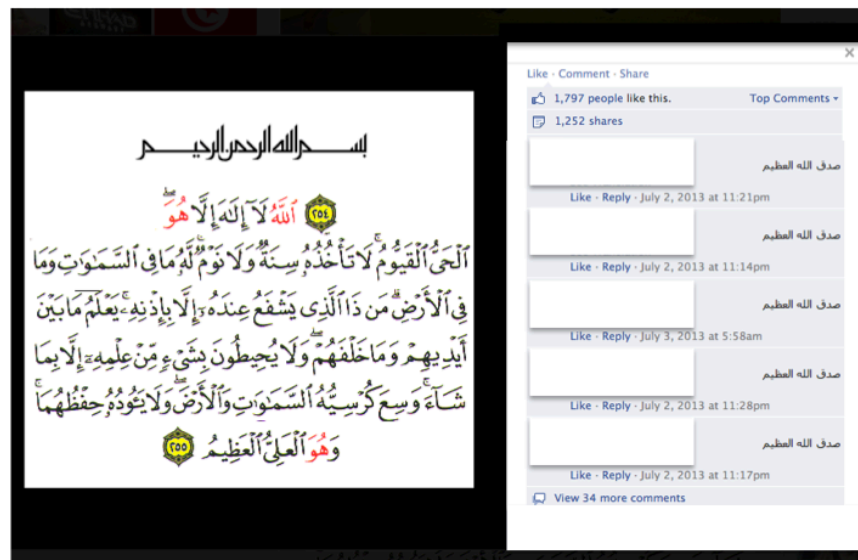 بسم الله الرحمن الرحيم
﴿٢٥٤﴾ ٱللَّهُ لَآ إِلَٰهَ إِلَّا هُوَۖ
ٱلْحَىُّ ٱلْقَيُّومُۚ لَا تَأْخُذُهُۥ سِنَةٌ وَلَا نَوْمٌۚ لَّهُۥ مَا فِى ٱلسَّمَٰوَٰتِ وَمَا
فِى ٱلْأَرْضِۗ مَن ذَا ٱلَّذِى يَشْفَعُ عِندَهُۥٓ إِلَّا بِإِذْنِهِۦۚ يَعْلَمُ مَا بَيْنَ
أَيْدِيهِمْ وَمَا خَلْفَهُمْۖ وَلَا يُحِيطُونَ بِشَىْءٍ مِّنْ عِلْمِهِۦٓ إِلَّا بِمَا
شَآءَۚ وَسِعَ كُرْسِيُّهُ ٱلسَّمَٰوَٰتِ وَٱلْأَرْضَۖ وَلَا يَـُٔودُهُۥ حِفْظُهُمَاۚ
وَهُوَ ٱلْعَلِىُّ ٱلْعَظِيمُ ﴿٢٥٥﴾
×
Like · Comment · Share
1,797 people like this. Top Comments
1,252 shares
صدق الله العظيم
Like · Reply · July 2, 2013 at 11:21pm
صدق الله العظيم
Like · Reply · July 2, 2013 at 11:14pm
صدق الله العظيم
Like · Reply · July 3, 2013 at 5:58am
صدق الله العظيم
Like · Reply · July 2, 2013 at 11:28pm
صدق الله العظيم
Like · Reply · July 2, 2013 at 11:17pm
View 34 more comments